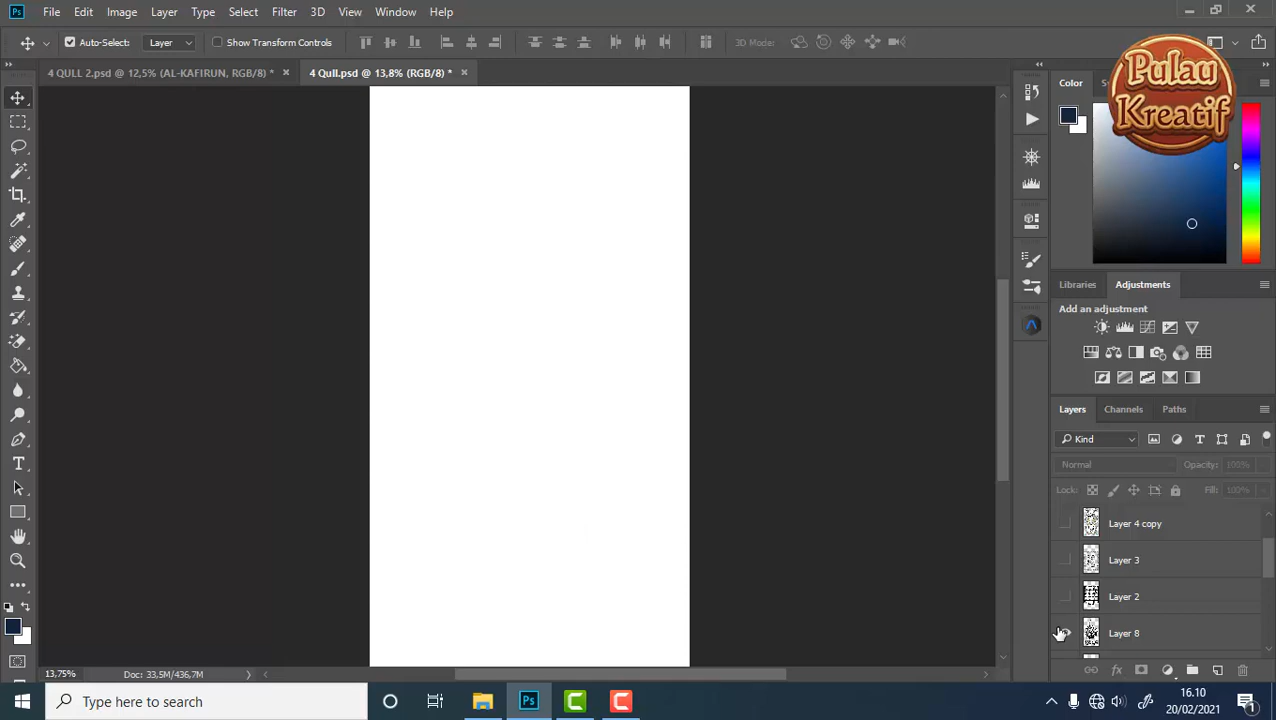 File Edit Image Layer Type Select Filter 3D View Window Help
Auto-Select: Layer Show Transform Controls 3D Mode:
4 QULL 2.psd @ 12,5% (AL-KAFIRUN, RGB/8) * 4 Qull.psd @ 13,8% (RGB/8) *
Pulau
Kreatif
Color
Libraries Adjustments
Add an adjustment
Layers Channels Paths
Kind
Normal Opacity: 100%
Lock: Fill: 100%
Layer 4 copy
Layer 3
Layer 2
Layer 8
13,75% Doc: 33,5M/436,7M
Type here to search
16.10
20/02/2021